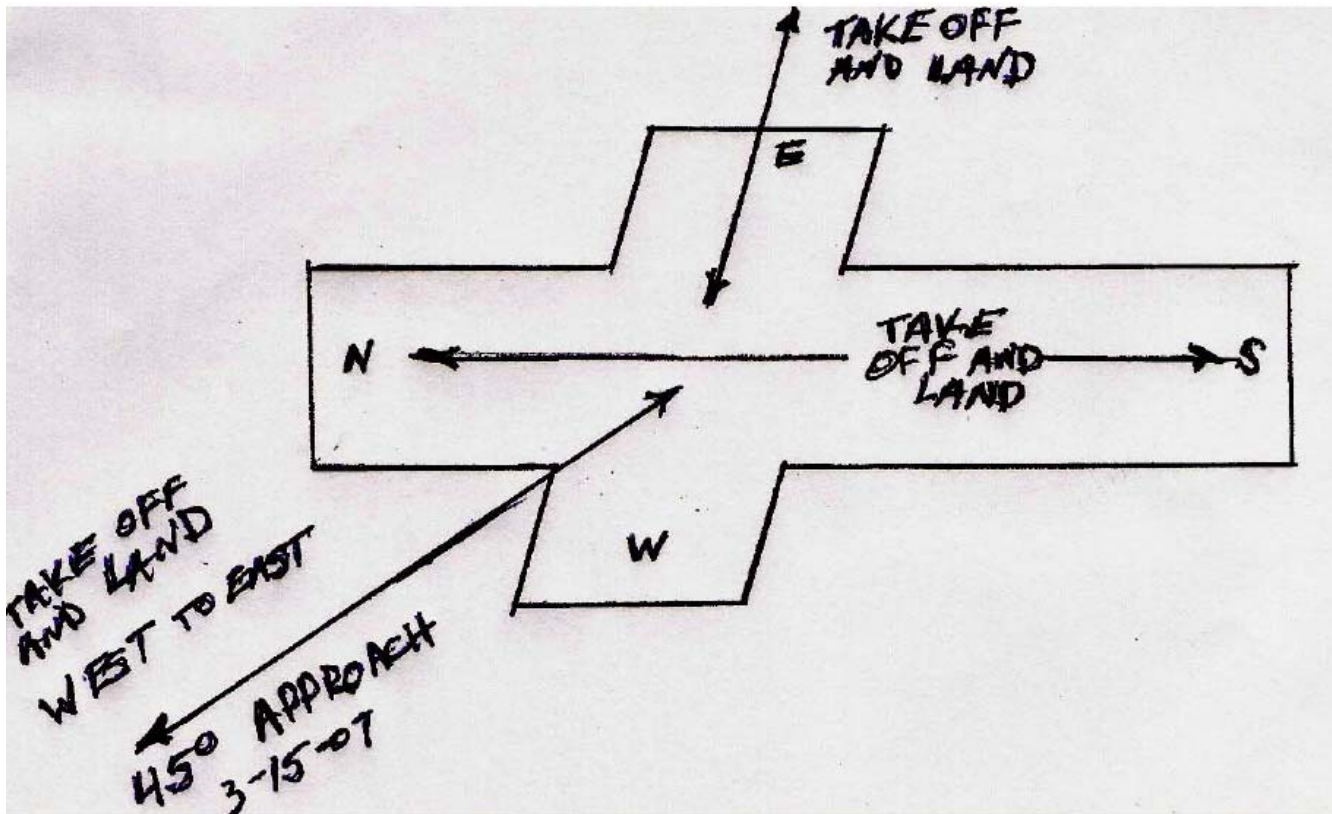 TAKE OFF
AND LAND
E
N
TAKE
OFF AND
LAND
S
W
TAKE OFF
AND LAND
WEST TO EAST
45° APPROACH
3-15-07